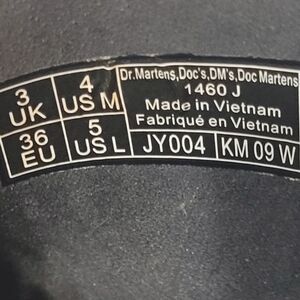 3 UK
4 US M
36 EU
5 US L
Dr.Martens,Doc's,DM's,Doc Martens
1460 J
Made in Vietnam
Fabriqué en Vietnam
JY004
KM 09 W